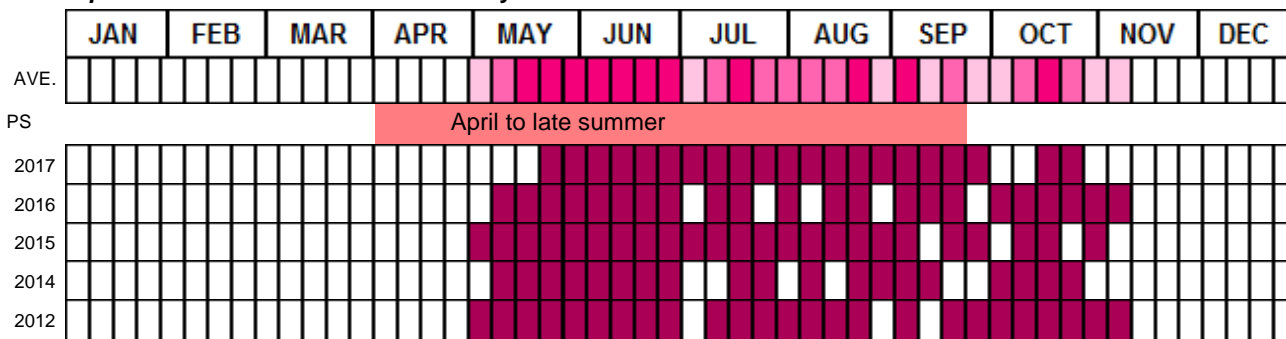 JAN FEB MAR APR MAY JUN JUL AUG SEP OCT NOV DEC
AVE.
PS April to late summer
2017
2016
2015
2014
2012